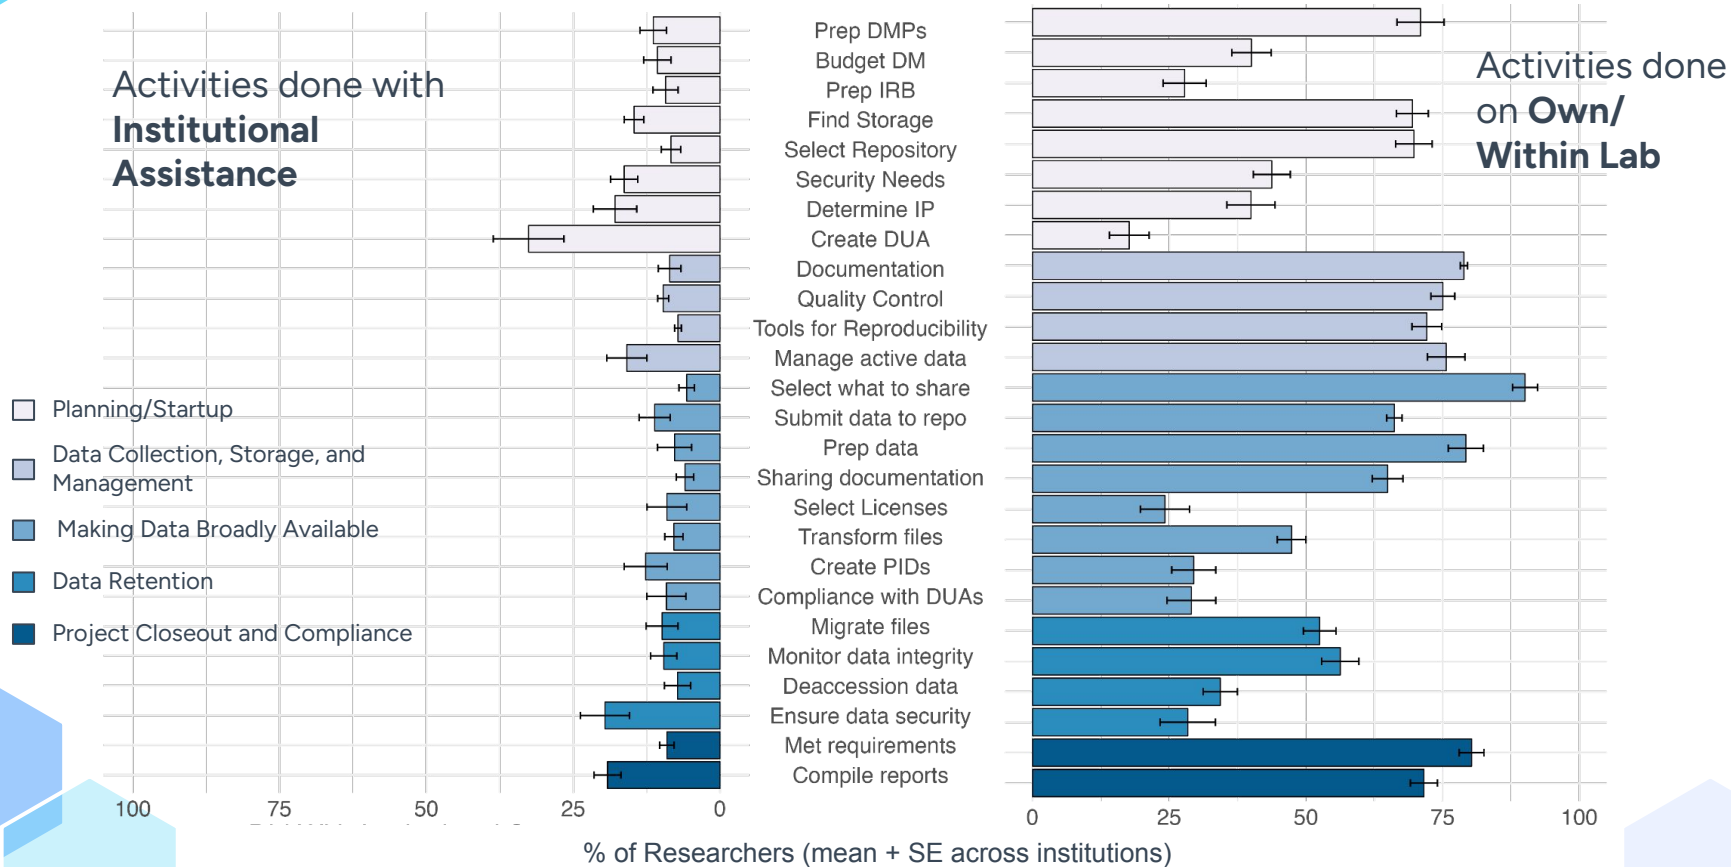 Activities done with
Institutional
Assistance
Activities done
on Own/
Within Lab
Prep DMPs
Budget DM
Prep IRB
Find Storage
Select Repository
Security Needs
Determine IP
Create DUA
Documentation
Quality Control
Tools for Reproducibility
Manage active data
Select what to share
Submit data to repo
Prep data
Sharing documentation
Select Licenses
Transform files
Create PIDs
Compliance with DUAs
Migrate files
Monitor data integrity
Deaccession data
Ensure data security
Met requirements
Compile reports
Planning/Startup
Data Collection, Storage, and
Management
Making Data Broadly Available
Data Retention
Project Closeout and Compliance
100 75 50 25 0
0 25 50 75 100
% of Researchers (mean + SE across institutions)